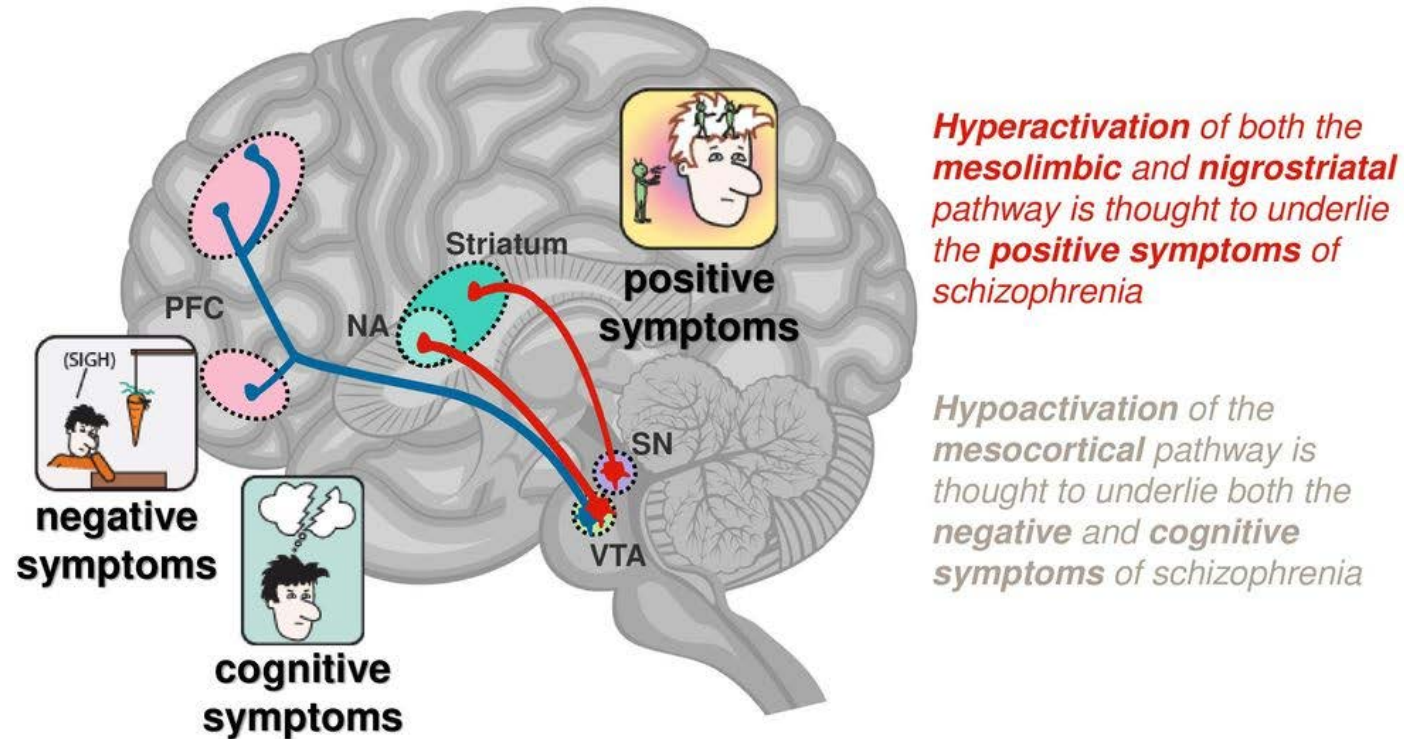 Hyperactivation of both the
mesolimbic and nigrostriatal
pathway is thought to underlie
the positive symptoms of
schizophrenia
Striatum
positive
symptoms
PFC
NA
(SIGH)
Hypoactivation of the
mesocortical pathway is
thought to underlie both the
negative and cognitive
symptoms of schizophrenia
SN
VTA
negative
symptoms
cognitive
symptoms